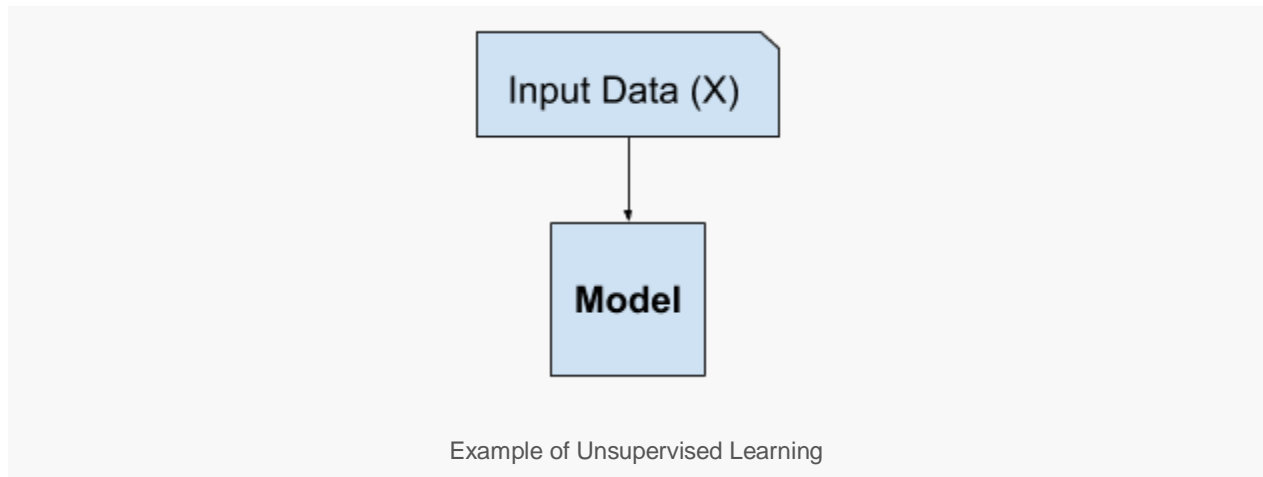 Input Data (X)
Model
Example of Unsupervised Learning